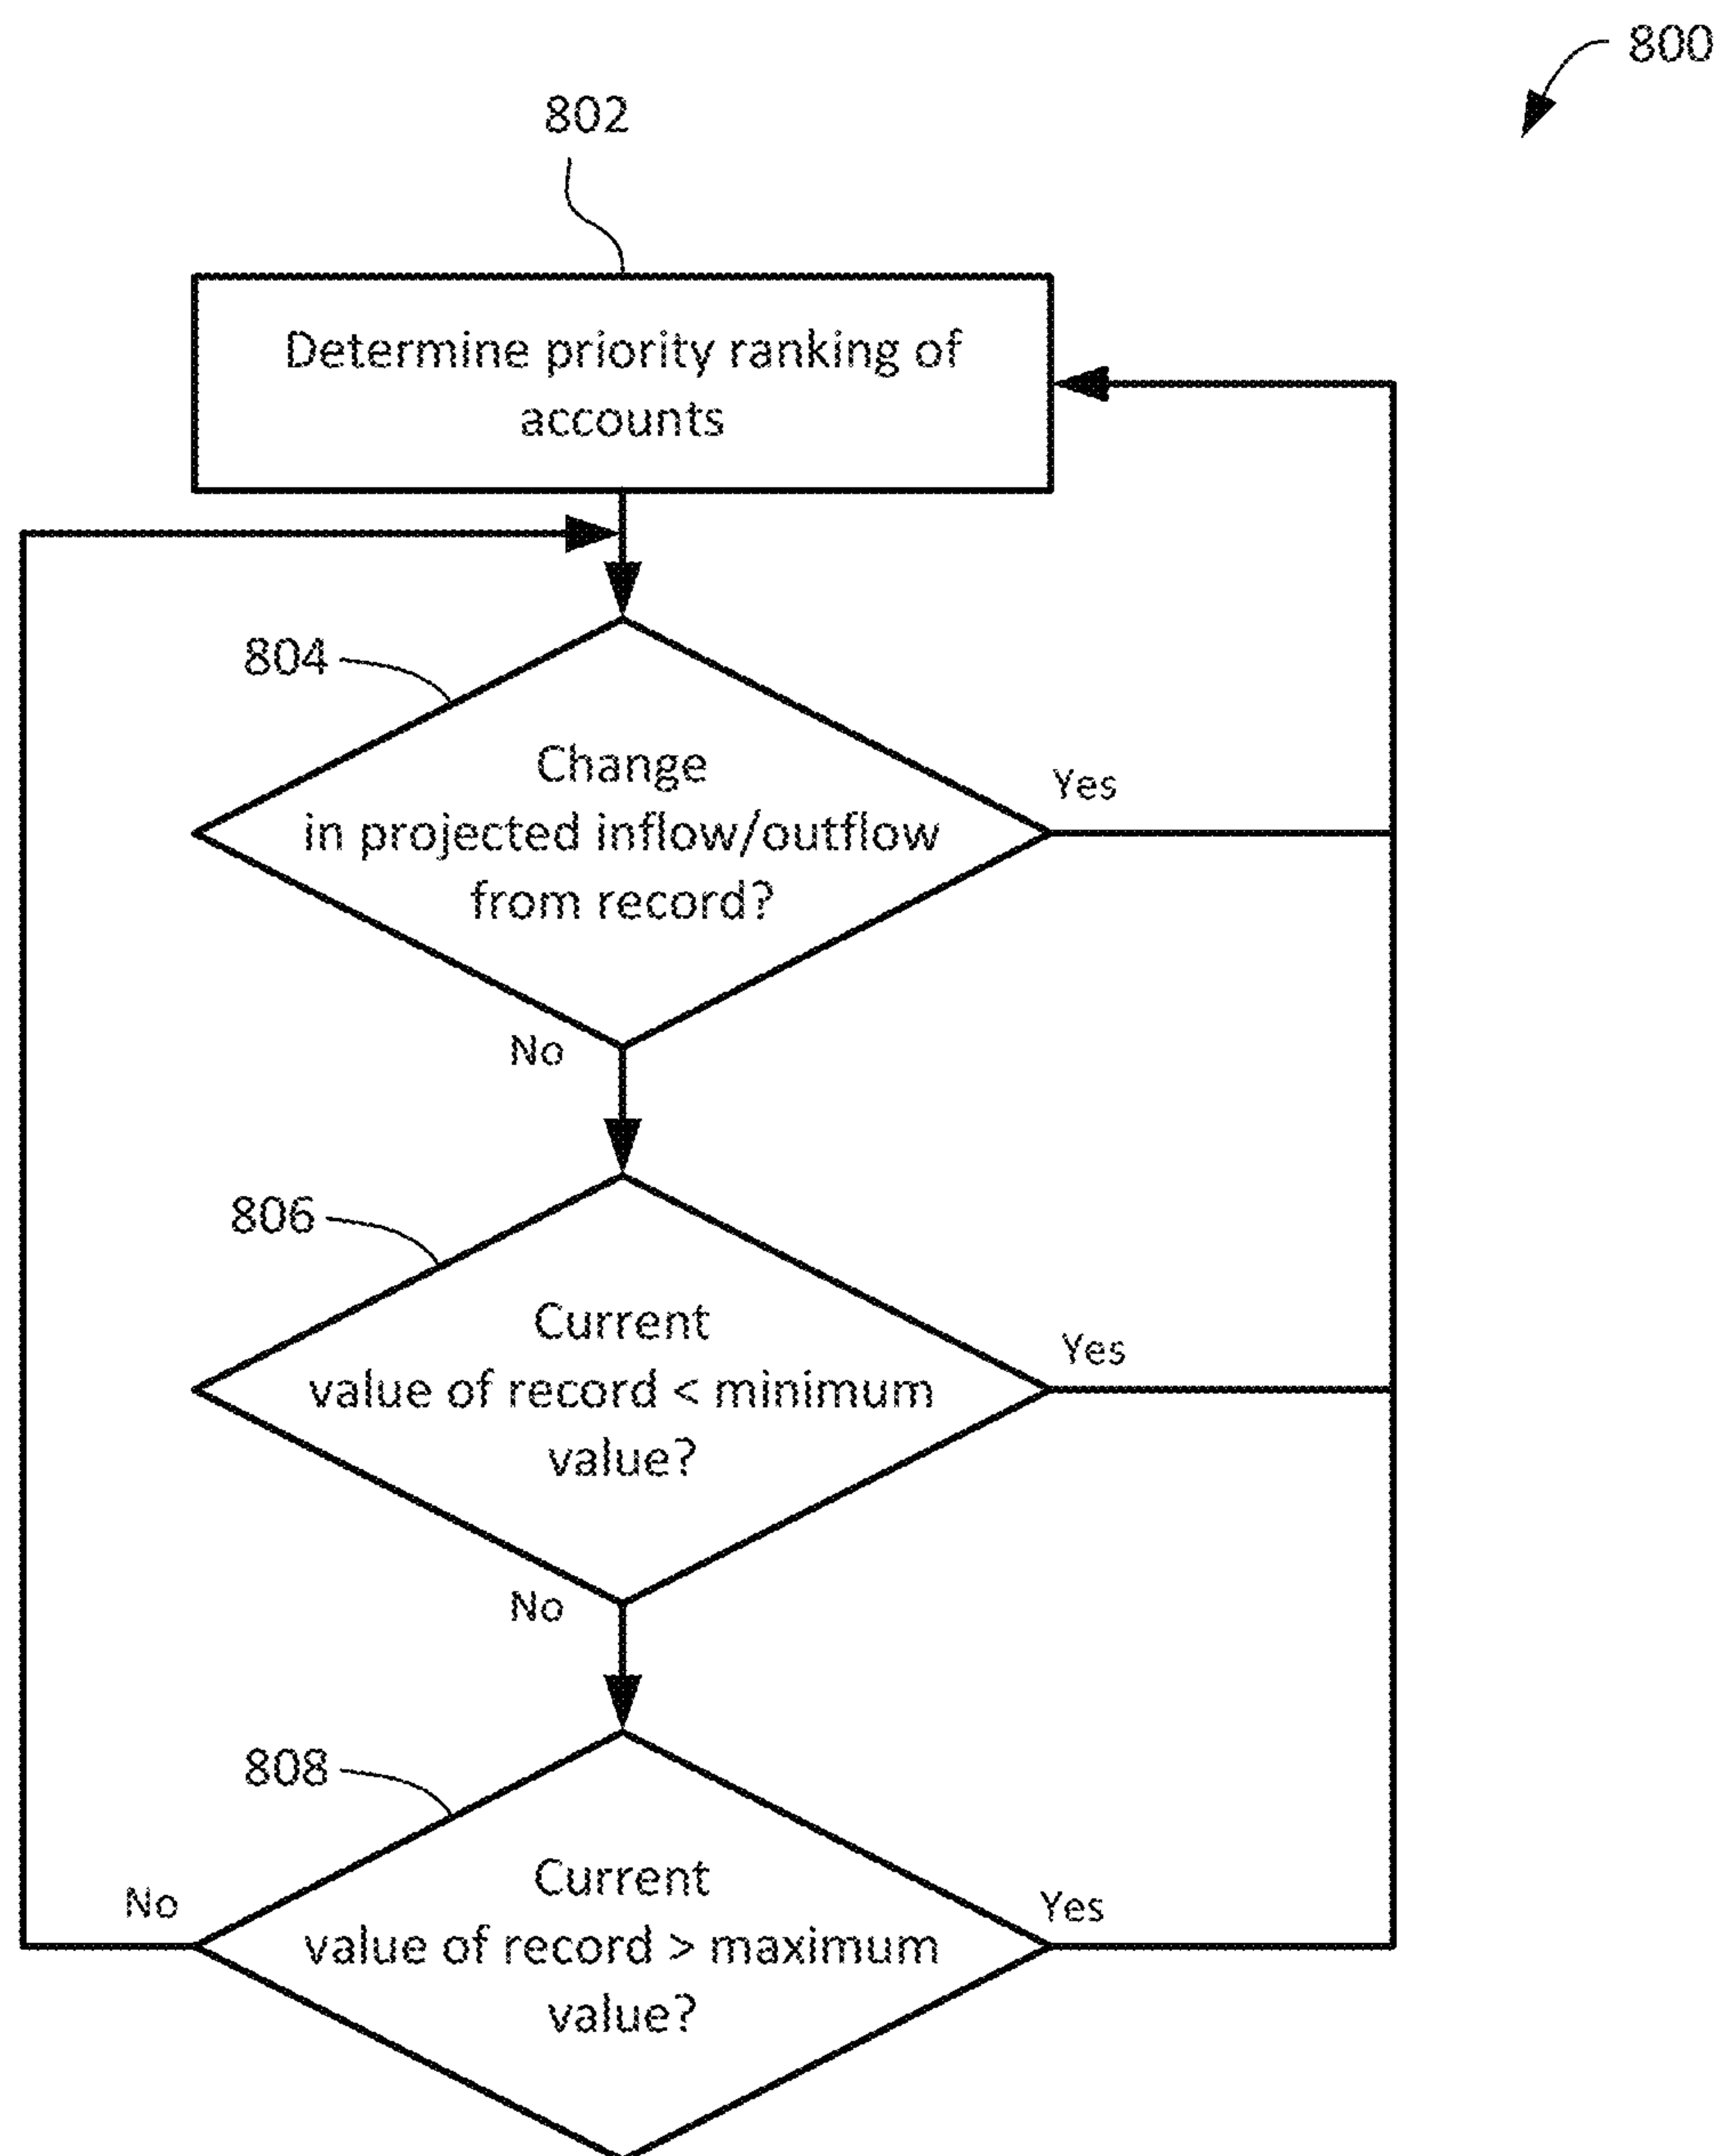 800
802
Determine priority ranking of
accounts
804
Change
in projected inflow/outflow
from record?
Yes
No
806
Current
value of record < minimum
value?
Yes
No
808
Current
value of record > maximum
value?
No
Yes